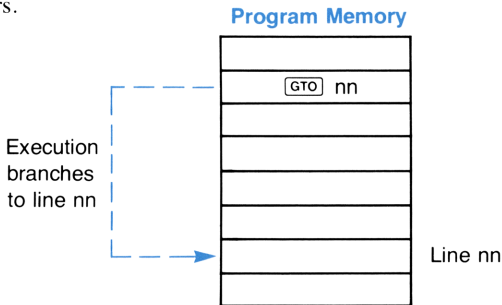 rs.
Program Memory
GTO nn
Execution
branches
to line nn
Line nn